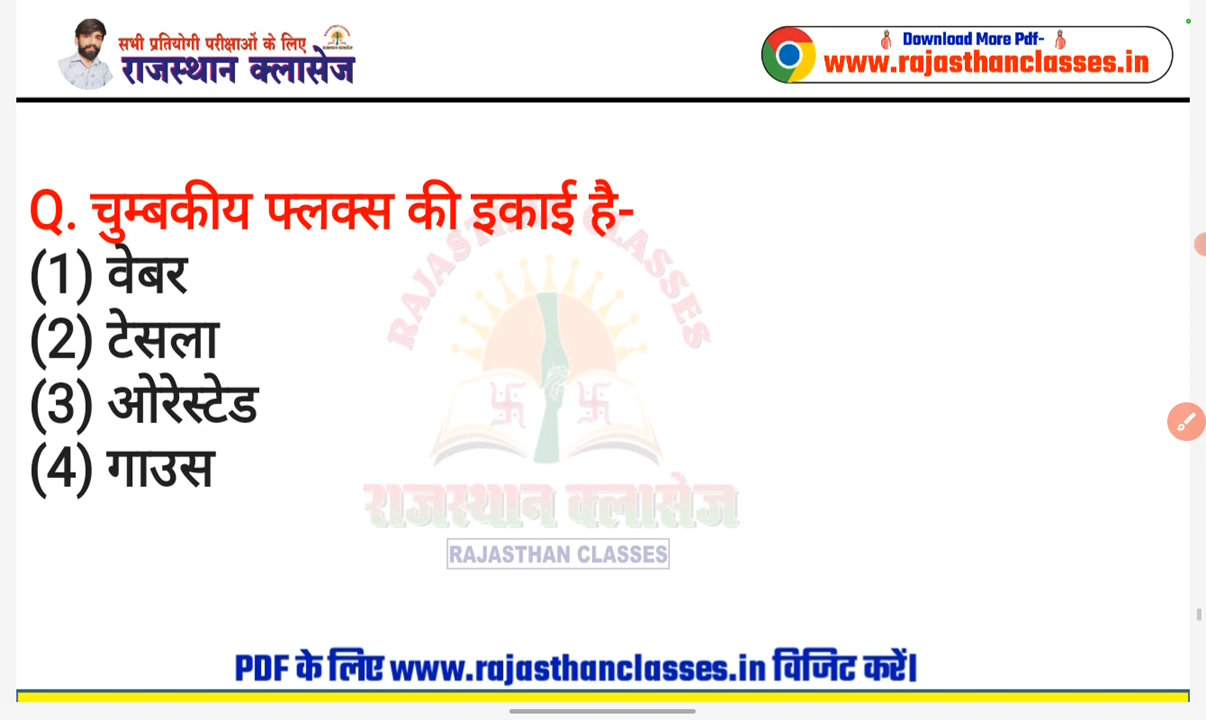 सभी प्रतियोगी परीक्षाओं के लिए
राजस्थान क्लासेज
Download More Pdf-
www.rajasthanclasses.in
Q. चुम्बकीय फ्लक्स की इकाई है-
(1) वेबर
(2) टेसला
(3) ओरेस्टेड
(4) गाउस
RAJASTHAN CLASSES
राजस्थान क्लासेज
RAJASTHAN CLASSES
PDF के लिए www.rajasthanclasses.in विजिट करें।